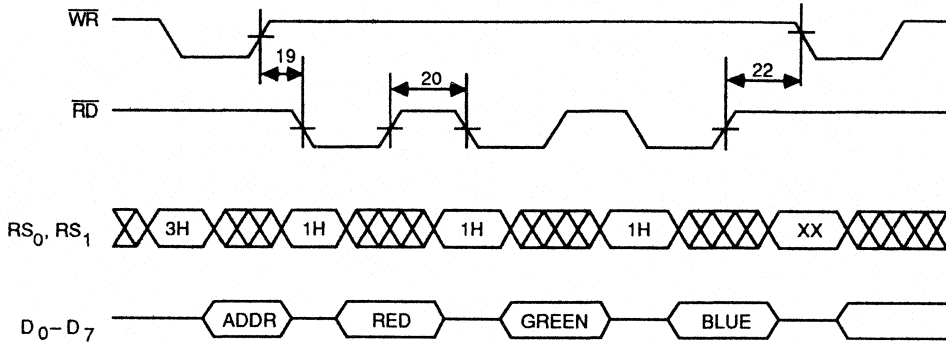 WR
19
20
22
RD
RS0, RS1 3H 1H 1H 1H XX
D0–D7 ADDR RED GREEN BLUE